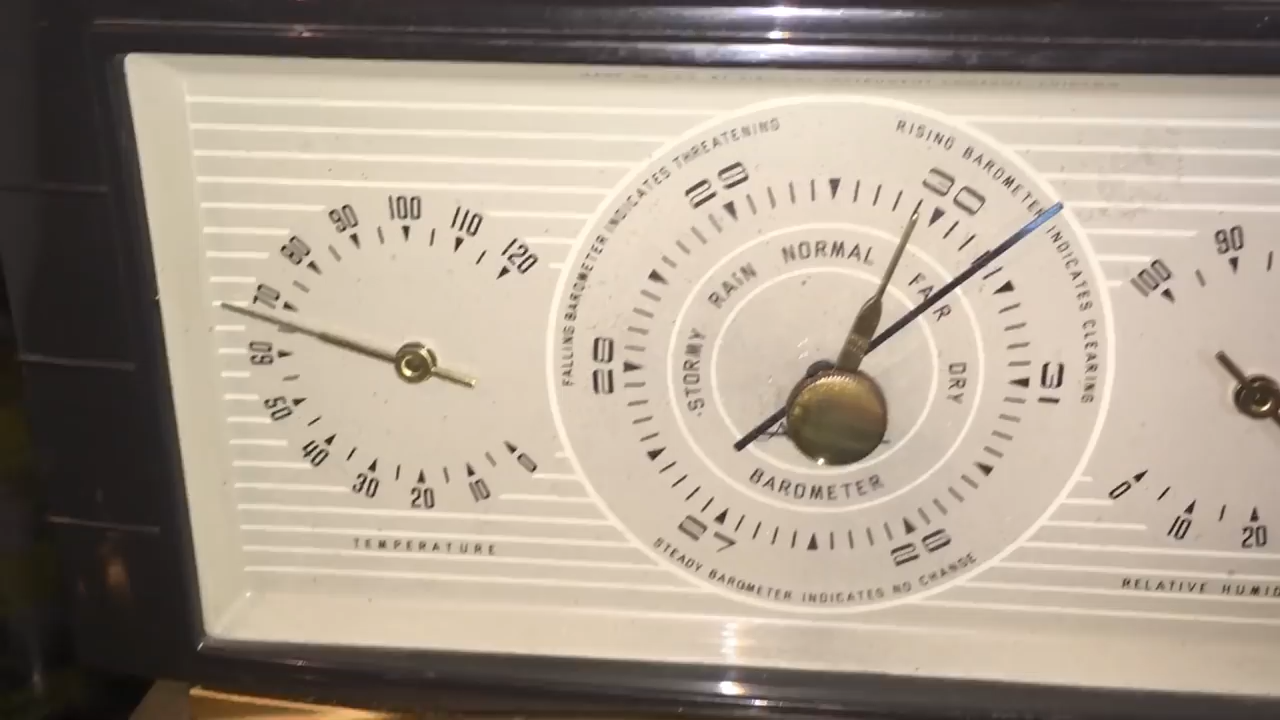 FALLING BAROMETER INDICATES THREATENING
RISING BAROMETER INDICATES CLEARING
STEADY BAROMETER INDICATES NO CHANGE
0
10
20
30
40
50
60
70
80
90
100
110
120
TEMPERATURE
26
27
28
29
30
31
STORMY
RAIN
NORMAL
FAIR
DRY
BAROMETER
0
10
20
90
100
RELATIVE